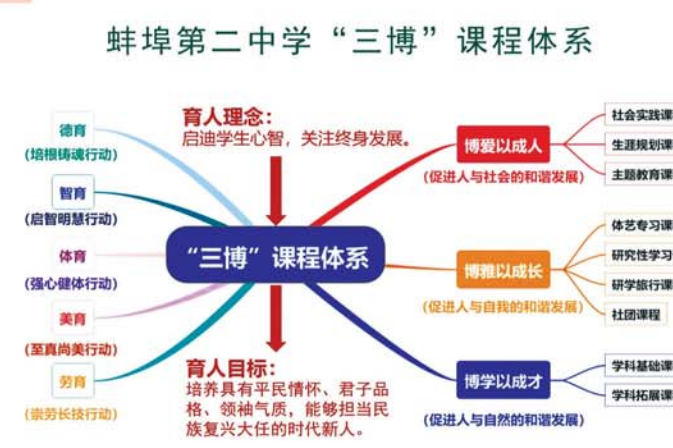 蚌埠第二中学“三博”课程体系
德育
(培根铸魂行动)
智育
(启智明慧行动)
体育
(强心健体行动)
美育
(至真尚美行动)
劳育
(崇劳长技行动)
育人理念：
启迪学生心智，关注终身发展。
“三博”课程体系
育人目标：
培养具有平民情怀、君子品
格、领袖气质，能够担当民
族复兴大任的时代新人。
博爱以成人
(促进人与社会的和谐发展)
社会实践课
生涯规划课
主题教育课
博雅以成长
(促进人与自我的和谐发展)
体艺专习课
研究性学习
研学旅行课
社团课程
博学以成才
(促进人与自然的和谐发展)
学科基础课
学科拓展课